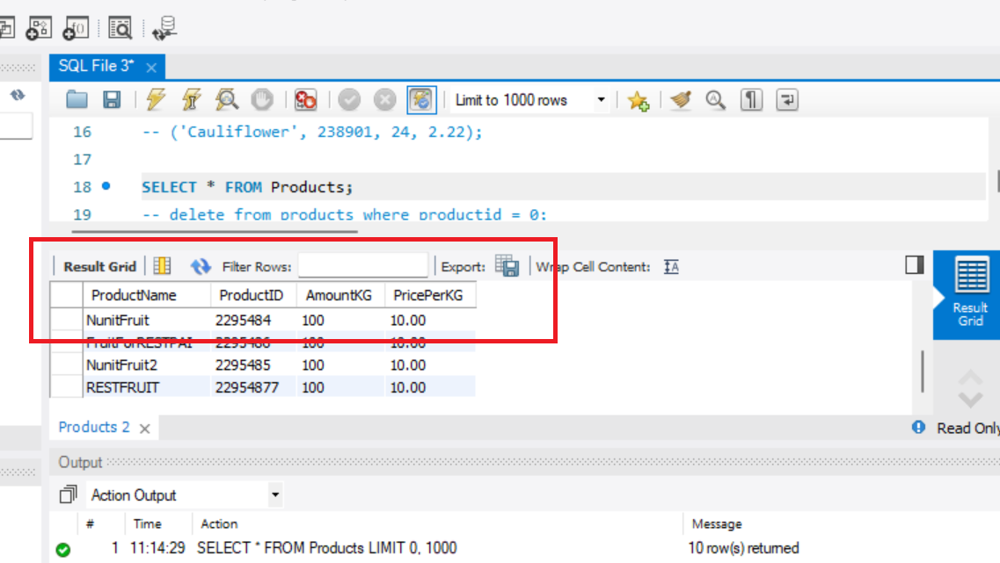 SQL File 3*
Limit to 1000 rows
16 -- ('Cauliflower', 238901, 24, 2.22);
17
18 SELECT * FROM Products;
19 -- delete from products where productid = 0;
Result Grid Filter Rows: Export: Wrap Cell Content:
ProductName ProductID AmountKG PricePerKG
NunitFruit 2295484 100 10.00
FruitForRESTPAI 2295486 100 10.00
NunitFruit2 2295485 100 10.00
RESTFRUIT 22954877 100 10.00
Result
Grid
Products 2
Read Only
Output
Action Output
# Time Action Message
1 11:14:29 SELECT * FROM Products LIMIT 0, 1000 10 row(s) returned